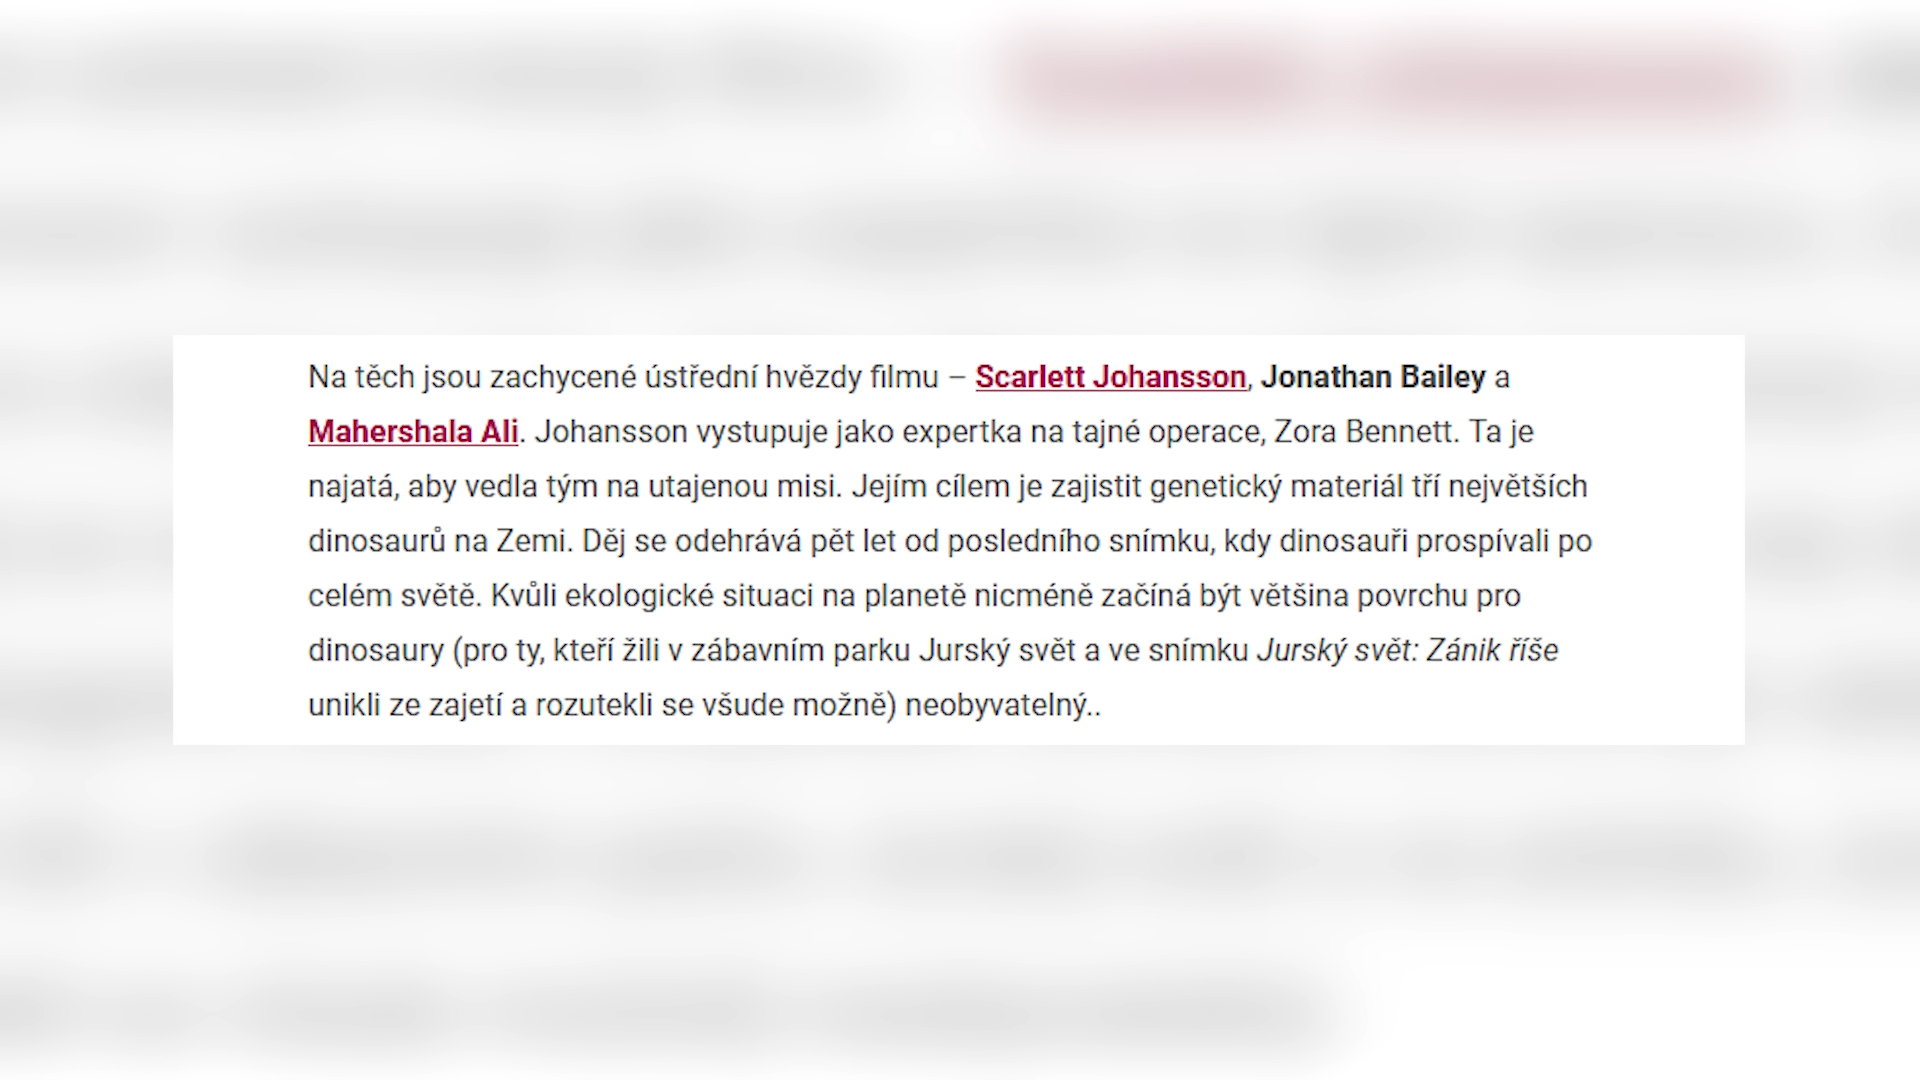 Na těch jsou zachycené ústřední hvězdy filmu – Scarlett Johansson, Jonathan Bailey a
Mahershala Ali. Johansson vystupuje jako expertka na tajné operace, Zora Bennett. Ta je
najatá, aby vedla tým na utajenou misi. Jejím cílem je zajistit genetický materiál tří největších
dinosaurů na Zemi. Děj se odehrává pět let od posledního snímku, kdy dinosauři prospívali po
celém světě. Kvůli ekologické situaci na planetě nicméně začíná být většina povrchu pro
dinosaury (pro ty, kteří žili v zábavním parku Jurský svět a ve snímku Jurský svět: Zánik říše
unikli ze zajetí a rozutekli se všude možně) neobyvatelný..